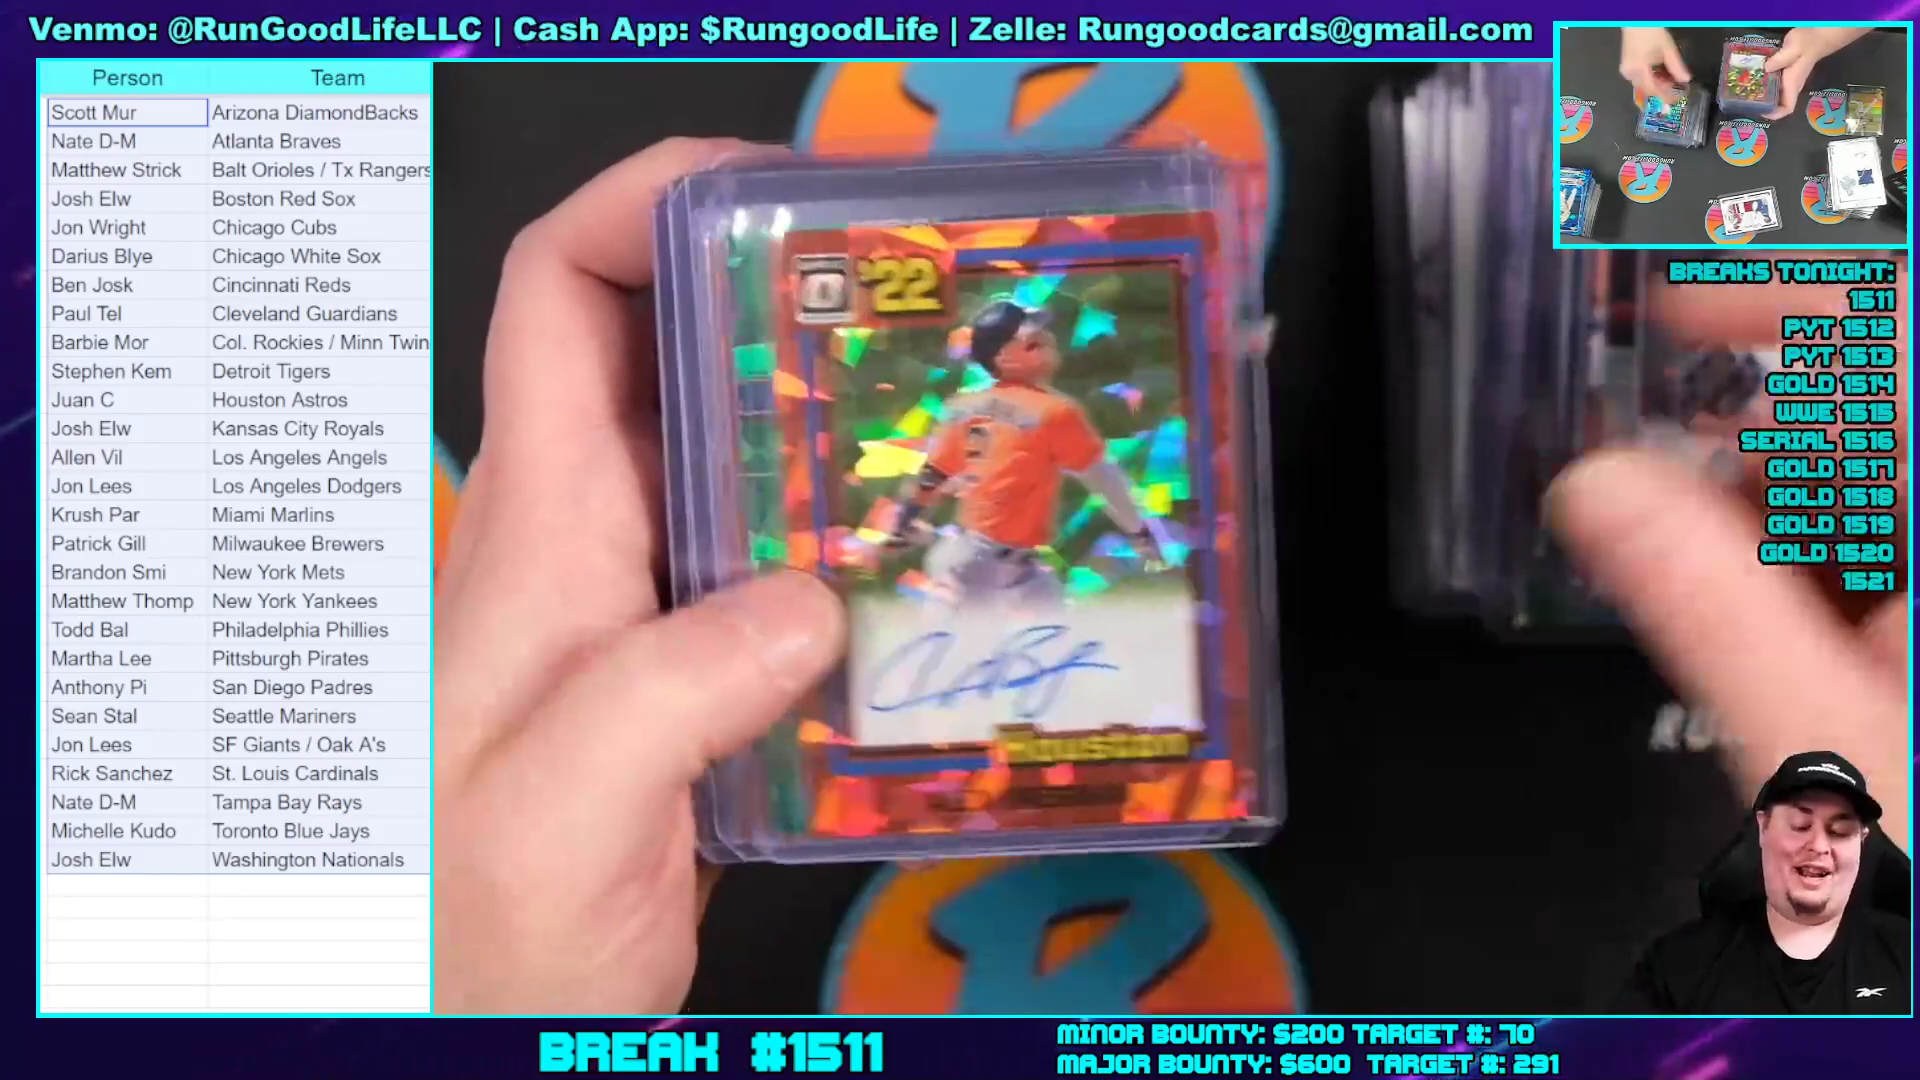 Venmo: @RunGoodLifeLLC | Cash App: $RungoodLife | Zelle: Rungoodcards@gmail.com
Person Team
Scott Mur Arizona DiamondBacks
Nate D-M Atlanta Braves
Matthew Strick Balt Orioles / Tx Rangers
Josh Elw Boston Red Sox
Jon Wright Chicago Cubs
Darius Blye Chicago White Sox
Ben Josk Cincinnati Reds
Paul Tel Cleveland Guardians
Barbie Mor Col. Rockies / Minn Twin
Stephen Kem Detroit Tigers
Juan C Houston Astros
Josh Elw Kansas City Royals
Allen Vil Los Angeles Angels
Jon Lees Los Angeles Dodgers
Krush Par Miami Marlins
Patrick Gill Milwaukee Brewers
Brandon Smi New York Mets
Matthew Thomp New York Yankees
Todd Bal Philadelphia Phillies
Martha Lee Pittsburgh Pirates
Anthony Pi San Diego Padres
Sean Stal Seattle Mariners
Jon Lees SF Giants / Oak A's
Rick Sanchez St. Louis Cardinals
Nate D-M Tampa Bay Rays
Michelle Kudo Toronto Blue Jays
Josh Elw Washington Nationals
'22
2
Houston
BREAKS TONIGHT:
1511
PYT 1512
PYT 1513
GOLD 1514
WWE 1515
SERIAL 1516
GOLD 1517
GOLD 1518
GOLD 1519
GOLD 1520
1521
BREAK #1511
MINOR BOUNTY: $200 TARGET #: 70
MAJOR BOUNTY: $600 TARGET #: 291